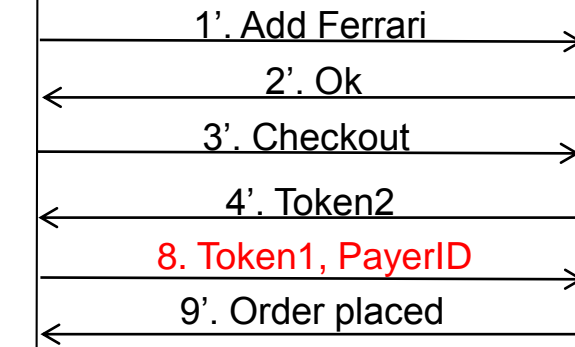 1’. Add Ferrari
2’. Ok
3’. Checkout
4’. Token2
8. Token1, PayerID
9’. Order placed